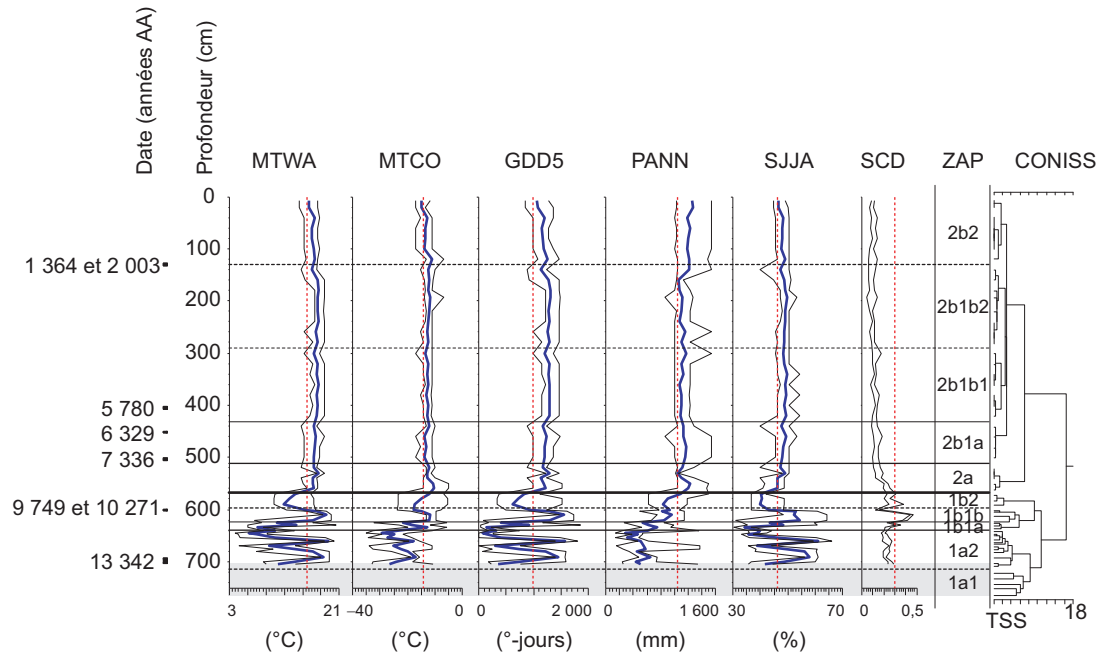 Date (années AA)
Profondeur (cm)
MTWA MTCO GDD5 PANN SJJA SCD ZAP CONISS
0
100
1 364 et 2 003
200
300
400
5 780
6 329
500
7 336
600
9 749 et 10 271
700
13 342
2b2
2b1b2
2b1b1
2b1a
2a
1b2
1b1b
1b1a
1a2
1a1
3 21 –40 0 0 2 000 0 1 600 30 70 0 0,5 TSS 18
(°C) (°C) (°-jours) (mm) (%)